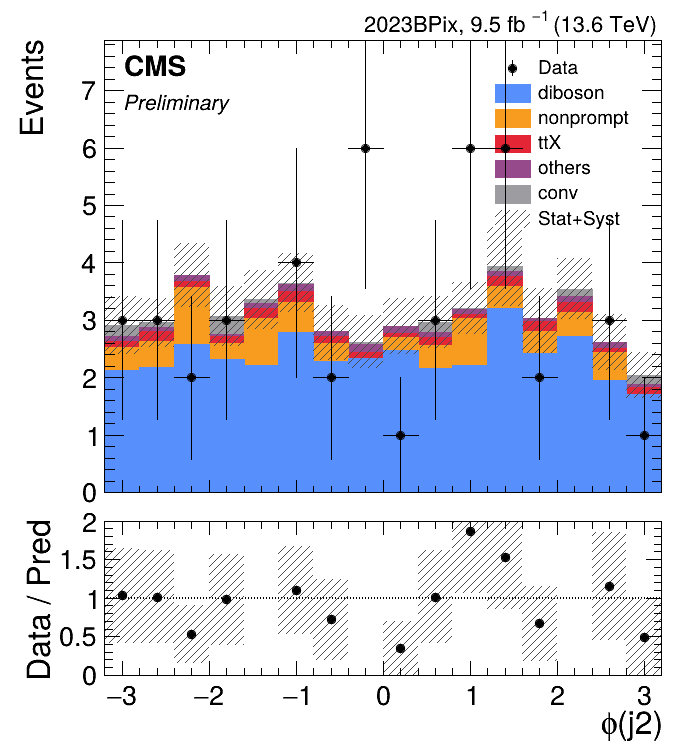 2023BPix, 9.5 fb⁻¹ (13.6 TeV)
CMS
Preliminary
Events
7
6
5
4
3
2
1
0
Data
diboson
nonprompt
ttX
others
conv
Stat+Syst
Data / Pred
2
1.5
1
0.5
0
−3 −2 −1 0 1 2 3
ϕ(j2)